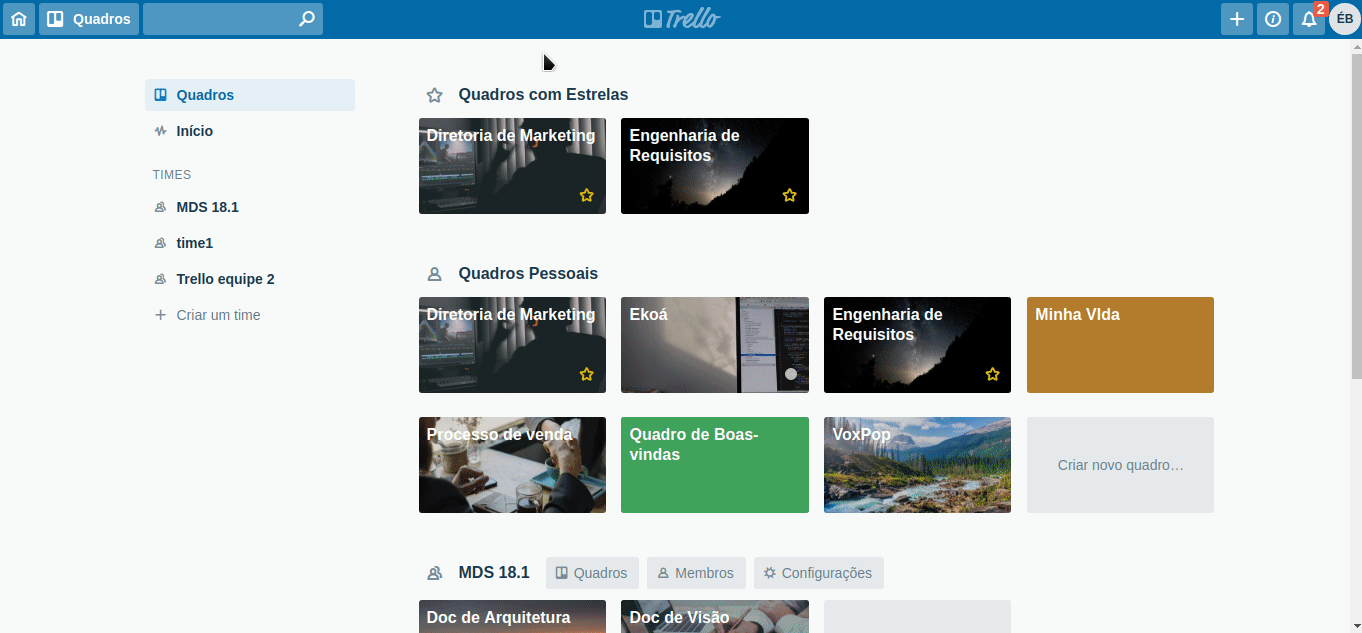 Quadros
Trello
2
ÉB
Quadros
Início
TIMES
MDS 18.1
time1
Trello equipe 2
Criar um time
Quadros com Estrelas
Diretoria de Marketing
Engenharia de
Requisitos
Quadros Pessoais
Diretoria de Marketing
Ekoá
Engenharia de
Requisitos
Minha VIda
Processo de venda
Quadro de Boas-
vindas
VoxPop
Criar novo quadro…
MDS 18.1
Quadros
Membros
Configurações
Doc de Arquitetura
Doc de Visão